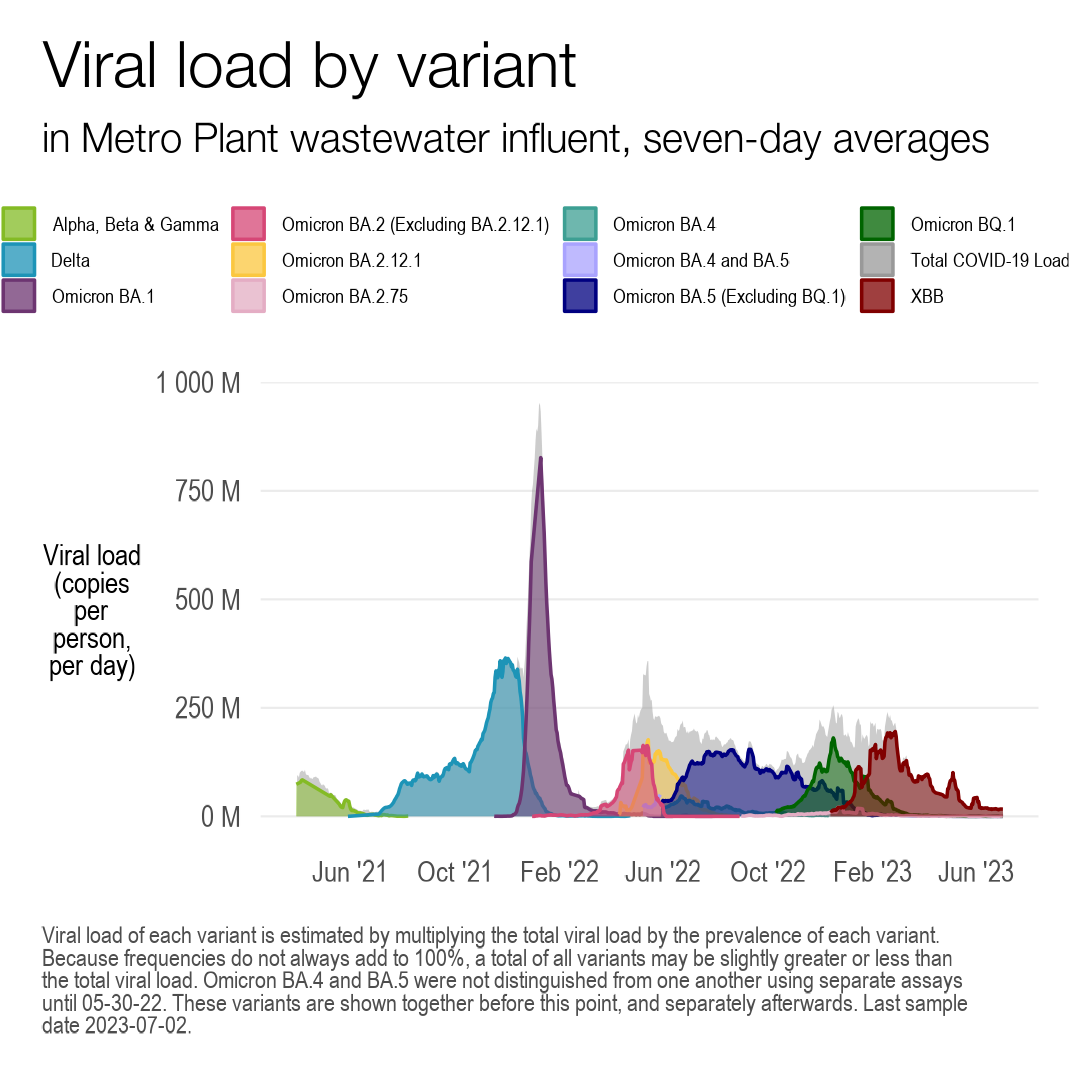 Viral load by variant
in Metro Plant wastewater influent, seven-day averages
Alpha, Beta & Gamma
Omicron BA.2 (Excluding BA.2.12.1)
Omicron BA.4
Omicron BQ.1
Delta
Omicron BA.2.12.1
Omicron BA.4 and BA.5
Total COVID-19 Load
Omicron BA.1
Omicron BA.2.75
Omicron BA.5 (Excluding BQ.1)
XBB
1 000 M
750 M
500 M
250 M
0 M
Viral load
(copies
per
person,
per day)
Jun '21
Oct '21
Feb '22
Jun '22
Oct '22
Feb '23
Jun '23
Viral load of each variant is estimated by multiplying the total viral load by the prevalence of each variant.
Because frequencies do not always add to 100%, a total of all variants may be slightly greater or less than
the total viral load. Omicron BA.4 and BA.5 were not distinguished from one another using separate assays
until 05-30-22. These variants are shown together before this point, and separately afterwards. Last sample
date 2023-07-02.